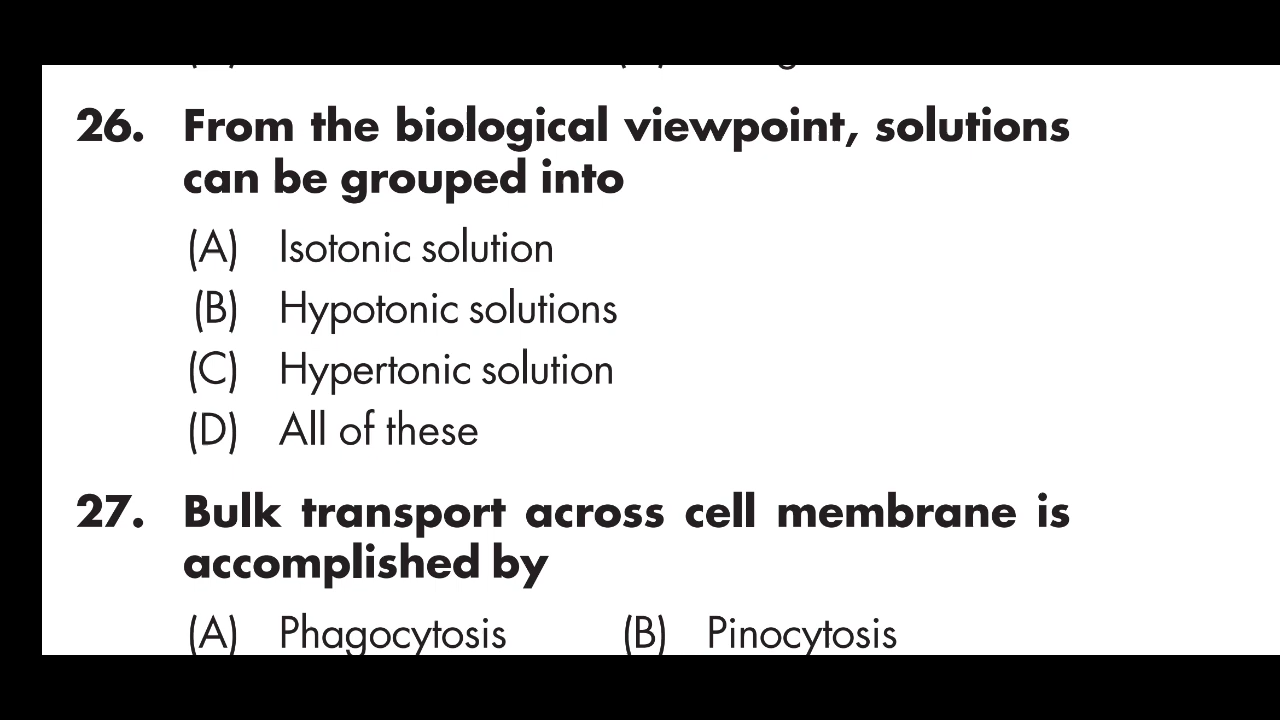 26. From the biological viewpoint, solutions
can be grouped into
(A) Isotonic solution
(B) Hypotonic solutions
(C) Hypertonic solution
(D) All of these
27. Bulk transport across cell membrane is
accomplished by
(A) Phagocytosis (B) Pinocytosis